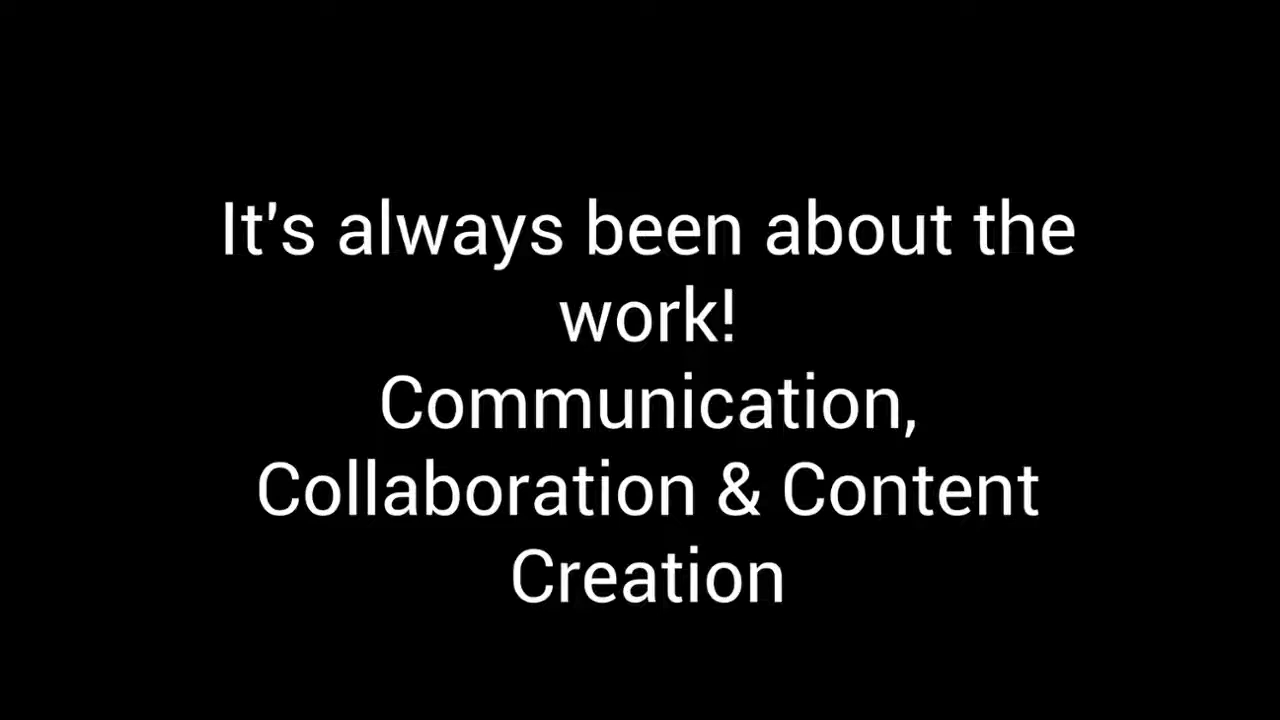 It's always been about the
work!
Communication,
Collaboration & Content
Creation